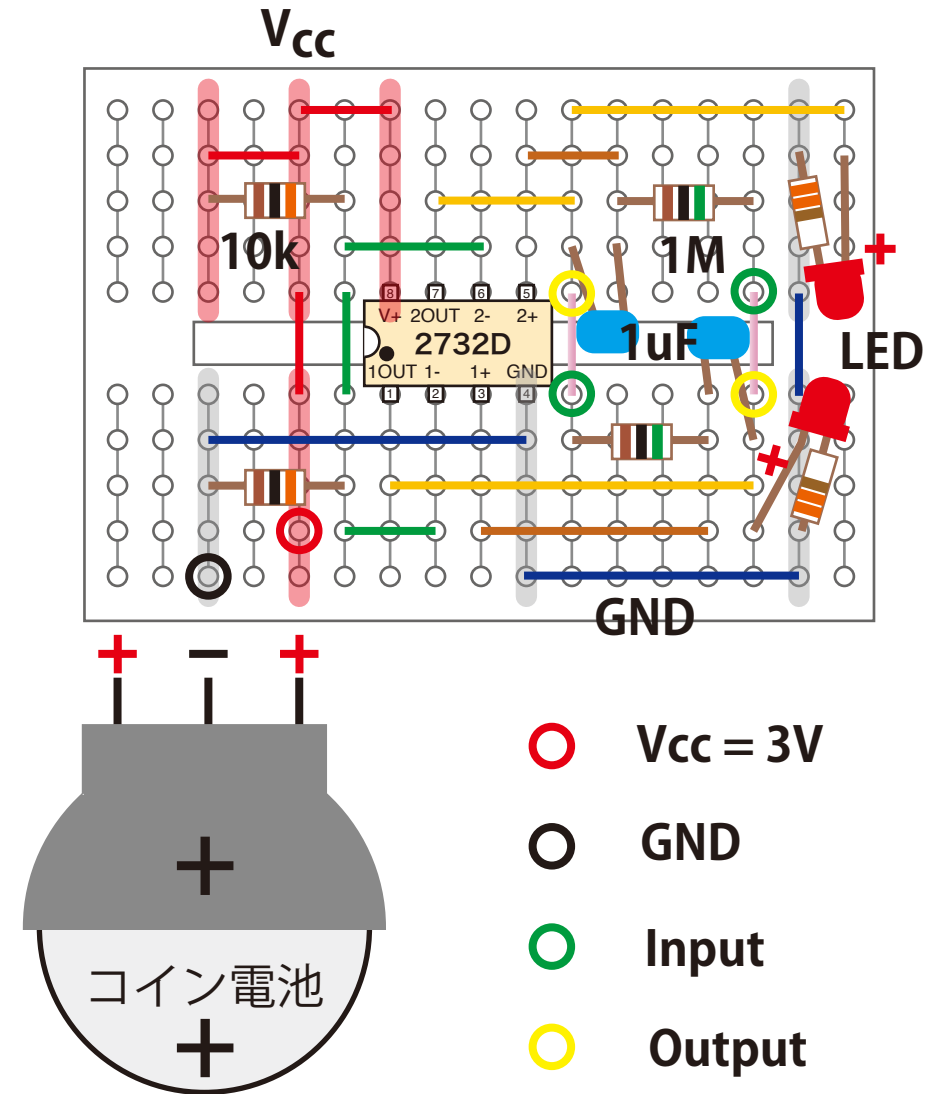 Vcc
10k
1M
8 7 6 5
V+ 2OUT 2- 2+
2732D
1OUT 1- 1+ GND
1 2 3 4
1uF
+
LED
+
GND
+ − +
+
コイン電池
+
Vcc = 3V
GND
Input
Output